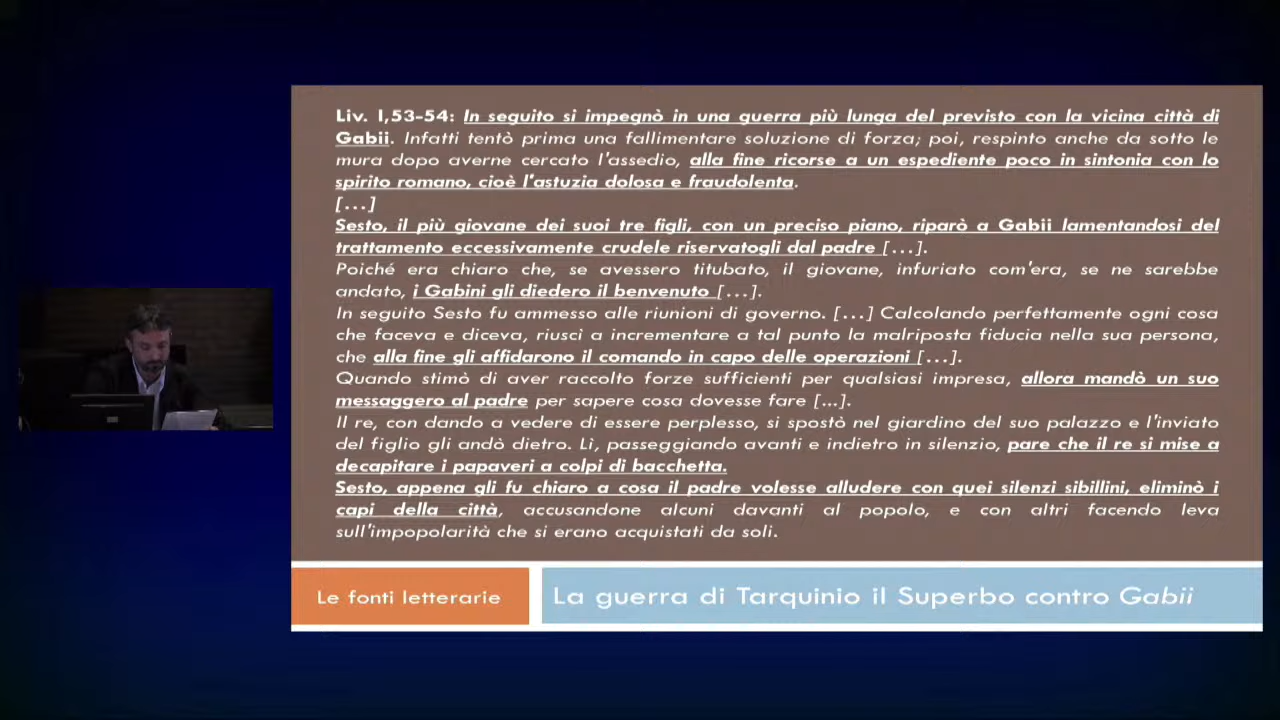 Liv. I,53-54: In seguito si impegnò in una guerra più lunga del previsto con la vicina città di
Gabii. Infatti tentò prima una fallimentare soluzione di forza; poi, respinto anche da sotto le
mura dopo averne cercato l'assedio, alla fine ricorse a un espediente poco in sintonia con lo
spirito romano, cioè l'astuzia dolosa e fraudolenta.
[...]
Sesto, il più giovane dei suoi tre figli, con un preciso piano, riparò a Gabii lamentandosi del
trattamento eccessivamente crudele riservatogli dal padre [...].
Poiché era chiaro che, se avessero titubato, il giovane, infuriato com'era, se ne sarebbe
andato, i Gabini gli diedero il benvenuto [...].
In seguito Sesto fu ammesso alle riunioni di governo. [...] Calcolando perfettamente ogni cosa
che faceva e diceva, riuscì a incrementare a tal punto la malriposta fiducia nella sua persona,
che alla fine gli affidarono il comando in capo delle operazioni [...].
Quando stimò di aver raccolto forze sufficienti per qualsiasi impresa, allora mandò un suo
messaggero al padre per sapere cosa dovesse fare [...].
Il re, con dando a vedere di essere perplesso, si spostò nel giardino del suo palazzo e l'inviato
del figlio gli andò dietro. Lì, passeggiando avanti e indietro in silenzio, pare che il re si mise a
decapitare i papaveri a colpi di bacchetta.
Sesto, appena gli fu chiaro a cosa il padre volesse alludere con quei silenzi sibillini, eliminò i
capi della città, accusandone alcuni davanti al popolo, e con altri facendo leva
sull'impopolarità che si erano acquistati da soli.
Le fonti letterarie
La guerra di Tarquinio il Superbo contro Gabii